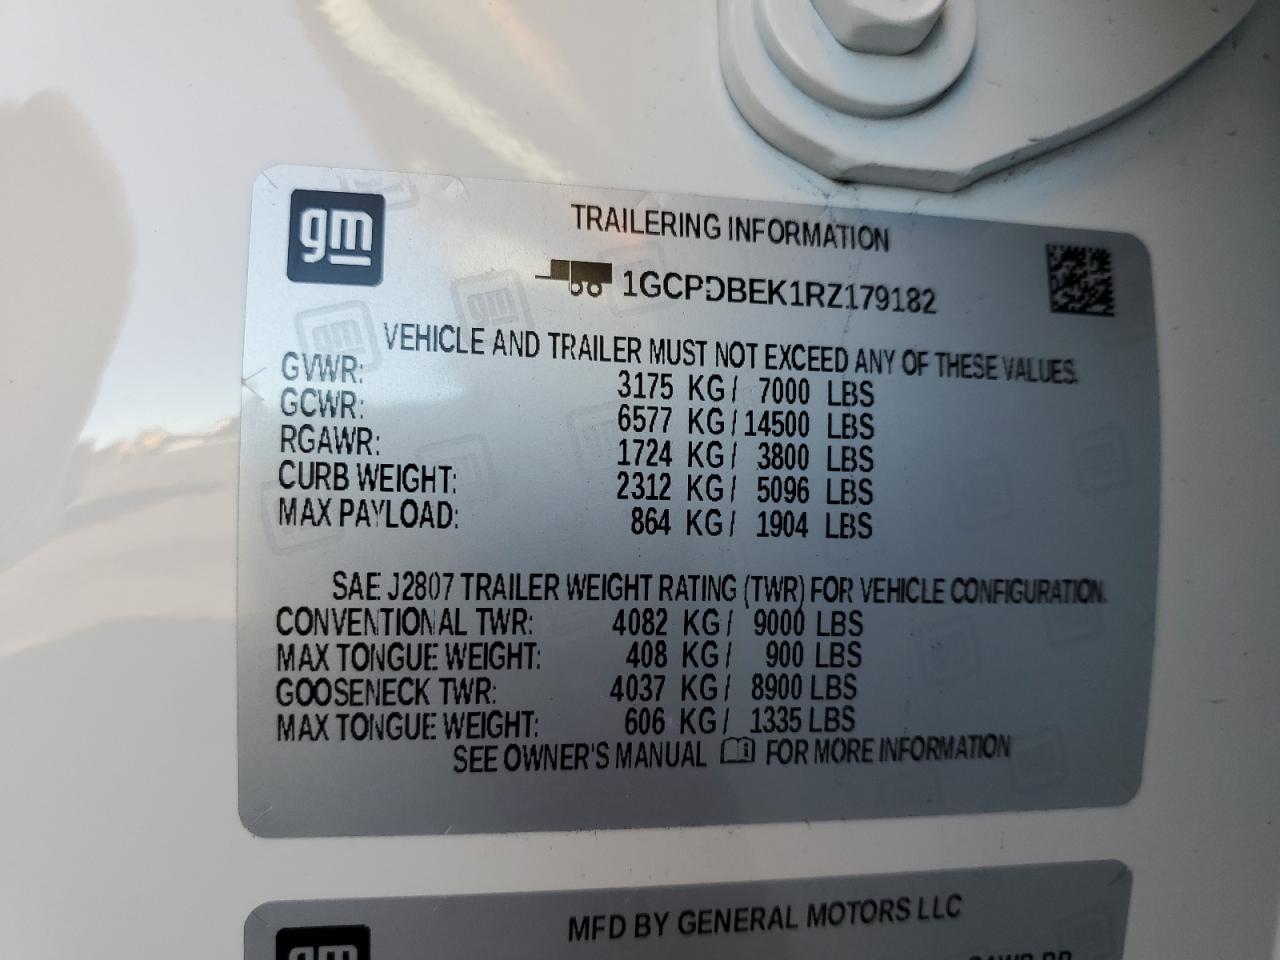 gm
TRAILERING INFORMATION
1GCPDBEK1RZ179182
VEHICLE AND TRAILER MUST NOT EXCEED ANY OF THESE VALUES.
GVWR: 3175 KG/ 7000 LBS
GCWR: 6577 KG/ 14500 LBS
RGAWR: 1724 KG/ 3800 LBS
CURB WEIGHT: 2312 KG/ 5096 LBS
MAX PAYLOAD: 864 KG/ 1904 LBS
SAE J2807 TRAILER WEIGHT RATING (TWR) FOR VEHICLE CONFIGURATION.
CONVENTIONAL TWR: 4082 KG/ 9000 LBS
MAX TONGUE WEIGHT: 408 KG/ 900 LBS
GOOSENECK TWR: 4037 KG/ 8900 LBS
MAX TONGUE WEIGHT: 606 KG/ 1335 LBS
SEE OWNER'S MANUAL FOR MORE INFORMATION
MFD BY GENERAL MOTORS LLC
gm